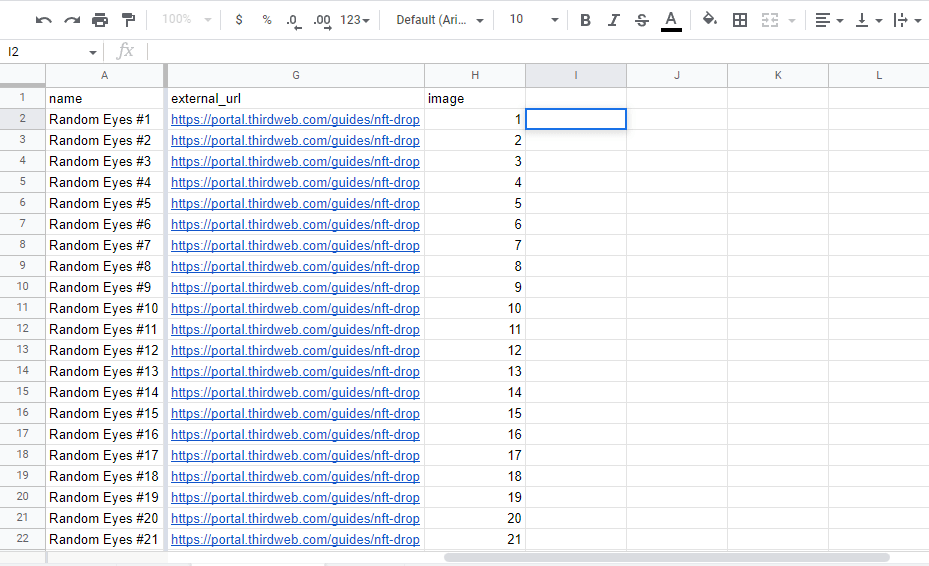 100% $ % .0 .00 123 Default (Ari... 10 B I S A
I2 fx
A G H I J K L
1 name external_url image
2 Random Eyes #1 https://portal.thirdweb.com/guides/nft-drop 1
3 Random Eyes #2 https://portal.thirdweb.com/guides/nft-drop 2
4 Random Eyes #3 https://portal.thirdweb.com/guides/nft-drop 3
5 Random Eyes #4 https://portal.thirdweb.com/guides/nft-drop 4
6 Random Eyes #5 https://portal.thirdweb.com/guides/nft-drop 5
7 Random Eyes #6 https://portal.thirdweb.com/guides/nft-drop 6
8 Random Eyes #7 https://portal.thirdweb.com/guides/nft-drop 7
9 Random Eyes #8 https://portal.thirdweb.com/guides/nft-drop 8
10 Random Eyes #9 https://portal.thirdweb.com/guides/nft-drop 9
11 Random Eyes #10 https://portal.thirdweb.com/guides/nft-drop 10
12 Random Eyes #11 https://portal.thirdweb.com/guides/nft-drop 11
13 Random Eyes #12 https://portal.thirdweb.com/guides/nft-drop 12
14 Random Eyes #13 https://portal.thirdweb.com/guides/nft-drop 13
15 Random Eyes #14 https://portal.thirdweb.com/guides/nft-drop 14
16 Random Eyes #15 https://portal.thirdweb.com/guides/nft-drop 15
17 Random Eyes #16 https://portal.thirdweb.com/guides/nft-drop 16
18 Random Eyes #17 https://portal.thirdweb.com/guides/nft-drop 17
19 Random Eyes #18 https://portal.thirdweb.com/guides/nft-drop 18
20 Random Eyes #19 https://portal.thirdweb.com/guides/nft-drop 19
21 Random Eyes #20 https://portal.thirdweb.com/guides/nft-drop 20
22 Random Eyes #21 https://portal.thirdweb.com/guides/nft-drop 21